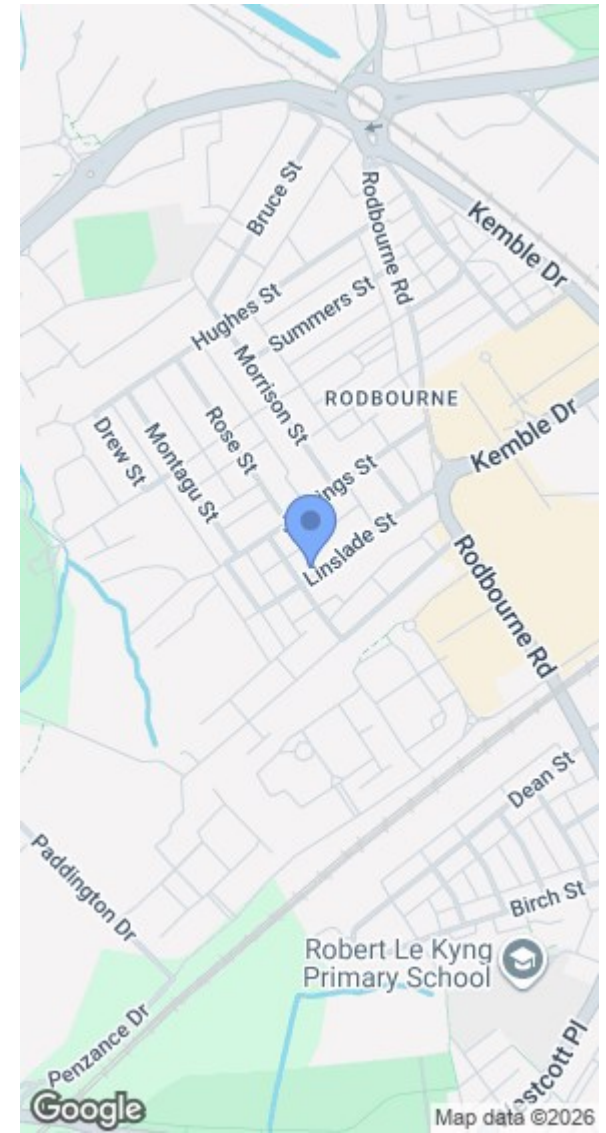 Bruce St
Rodbourne Rd
Kemble Dr
Hughes St
Summers St
Morrison St
RODBOURNE
Drew St
Montagu St
Rose St
Kemble Dr
Linslade St
Rodbourne Rd
Dean St
Paddington Dr
Birch St
Robert Le Kyng
Primary School
Penzance Dr
Google
Map data ©2026